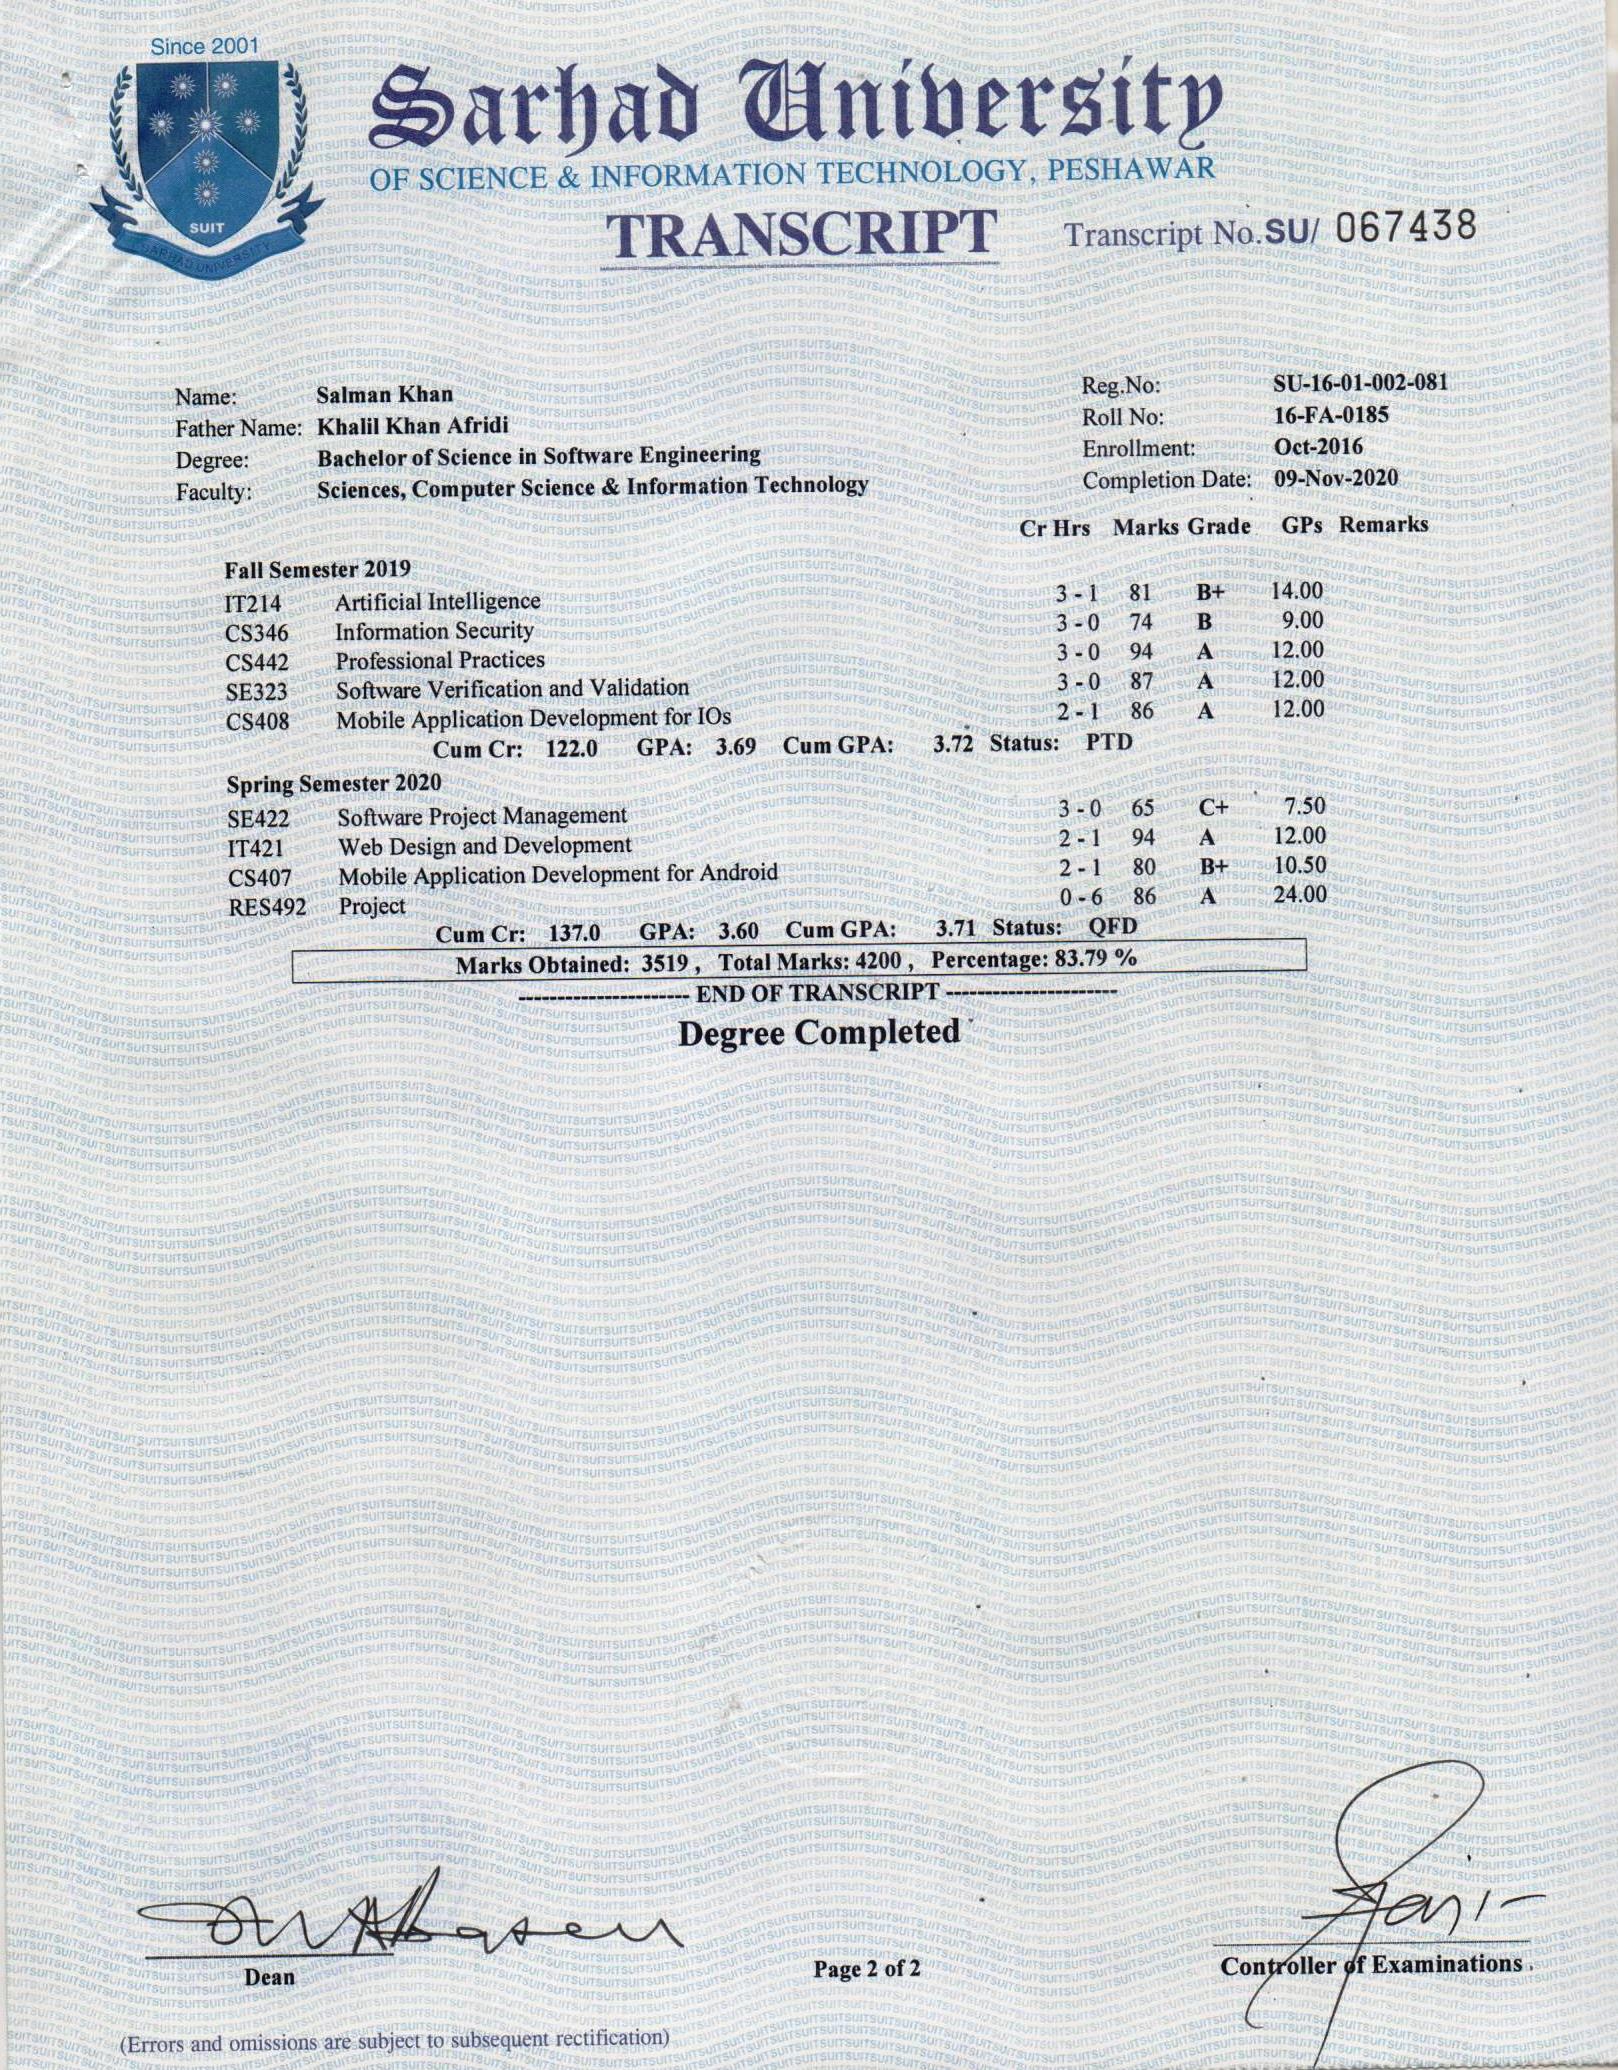 Since 2001
SUIT
SARHAD UNIVERSITY
Sarhad University
OF SCIENCE & INFORMATION TECHNOLOGY, PESHAWAR
TRANSCRIPT
Transcript No.SU/ 067438
Name: Salman Khan Reg.No: SU-16-01-002-081
Father Name: Khalil Khan Afridi Roll No: 16-FA-0185
Degree: Bachelor of Science in Software Engineering Enrollment: Oct-2016
Faculty: Sciences, Computer Science & Information Technology Completion Date: 09-Nov-2020
Cr Hrs Marks Grade GPs Remarks
Fall Semester 2019
IT214 Artificial Intelligence 3 - 1 81 B+ 14.00
CS346 Information Security 3 - 0 74 B 9.00
CS442 Professional Practices 3 - 0 94 A 12.00
SE323 Software Verification and Validation 3 - 0 87 A 12.00
CS408 Mobile Application Development for IOs 2 - 1 86 A 12.00
Cum Cr: 122.0 GPA: 3.69 Cum GPA: 3.72 Status: PTD
Spring Semester 2020
SE422 Software Project Management 3 - 0 65 C+ 7.50
IT421 Web Design and Development 2 - 1 94 A 12.00
CS407 Mobile Application Development for Android 2 - 1 80 B+ 10.50
RES492 Project 0 - 6 86 A 24.00
Cum Cr: 137.0 GPA: 3.60 Cum GPA: 3.71 Status: QFD
Marks Obtained: 3519 , Total Marks: 4200 , Percentage: 83.79 %
---------------------- END OF TRANSCRIPT ----------------------
Degree Completed
Dean
Page 2 of 2
Controller of Examinations
(Errors and omissions are subject to subsequent rectification)